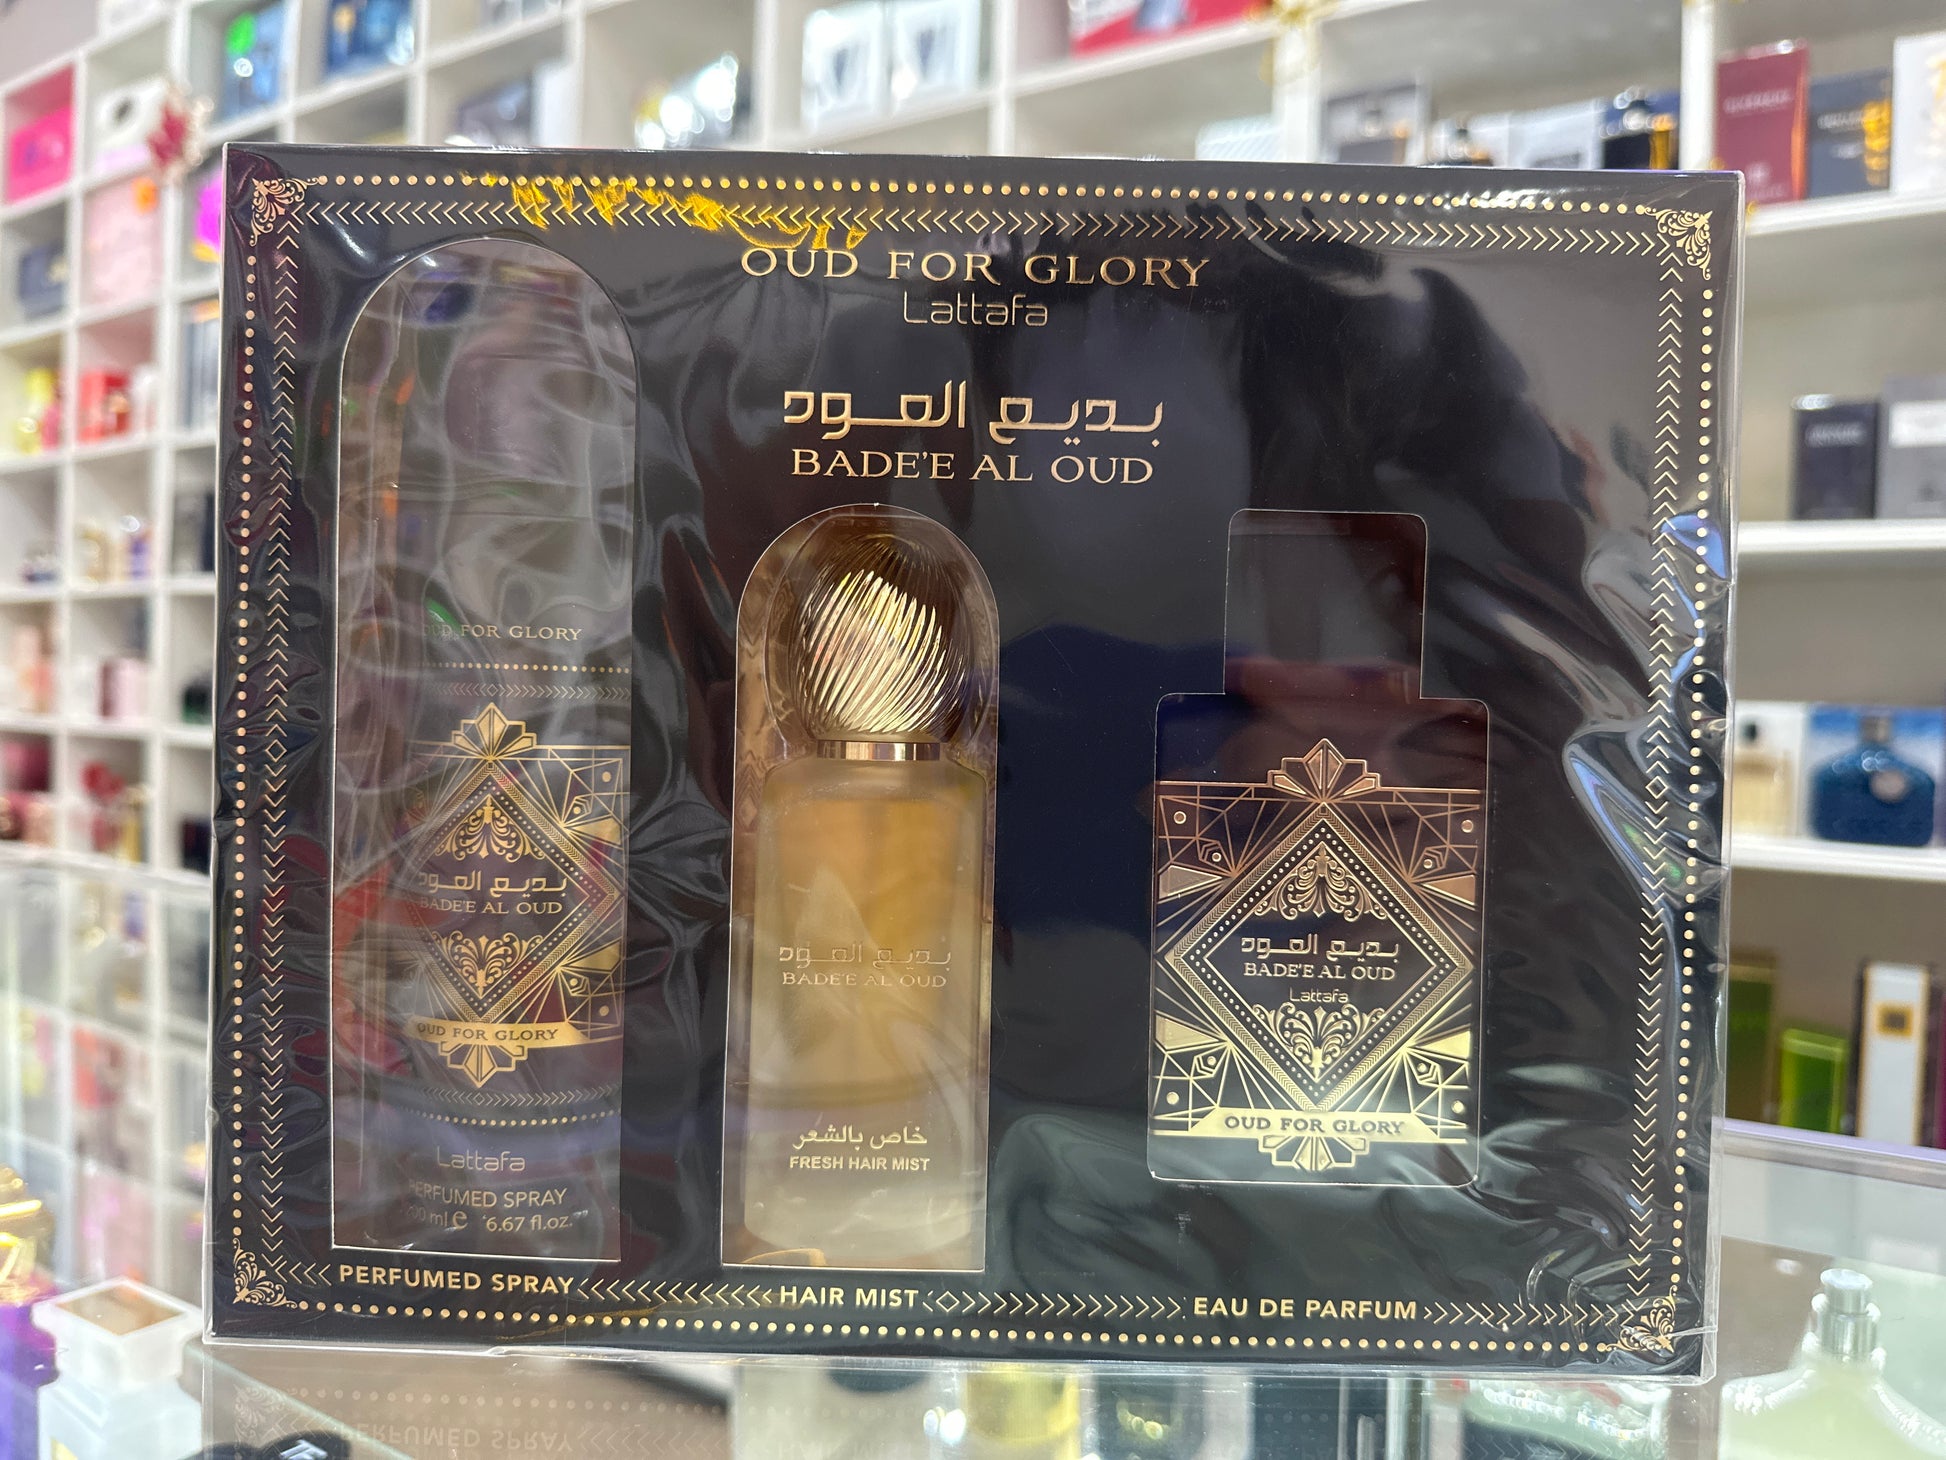 OUD FOR GLORY
Lattafa
بديع العود
BADE'E AL OUD
OUD FOR GLORY
بديع العود
BADE'E AL OUD
OUD FOR GLORY
Lattafa
PERFUMED SPRAY
200 ml e 6.67 fl.oz.
بديع العود
BADE'E AL OUD
خاص بالشعر
FRESH HAIR MIST
بديع العود
BADE'E AL OUD
Lattafa
OUD FOR GLORY
PERFUMED SPRAY
HAIR MIST
EAU DE PARFUM